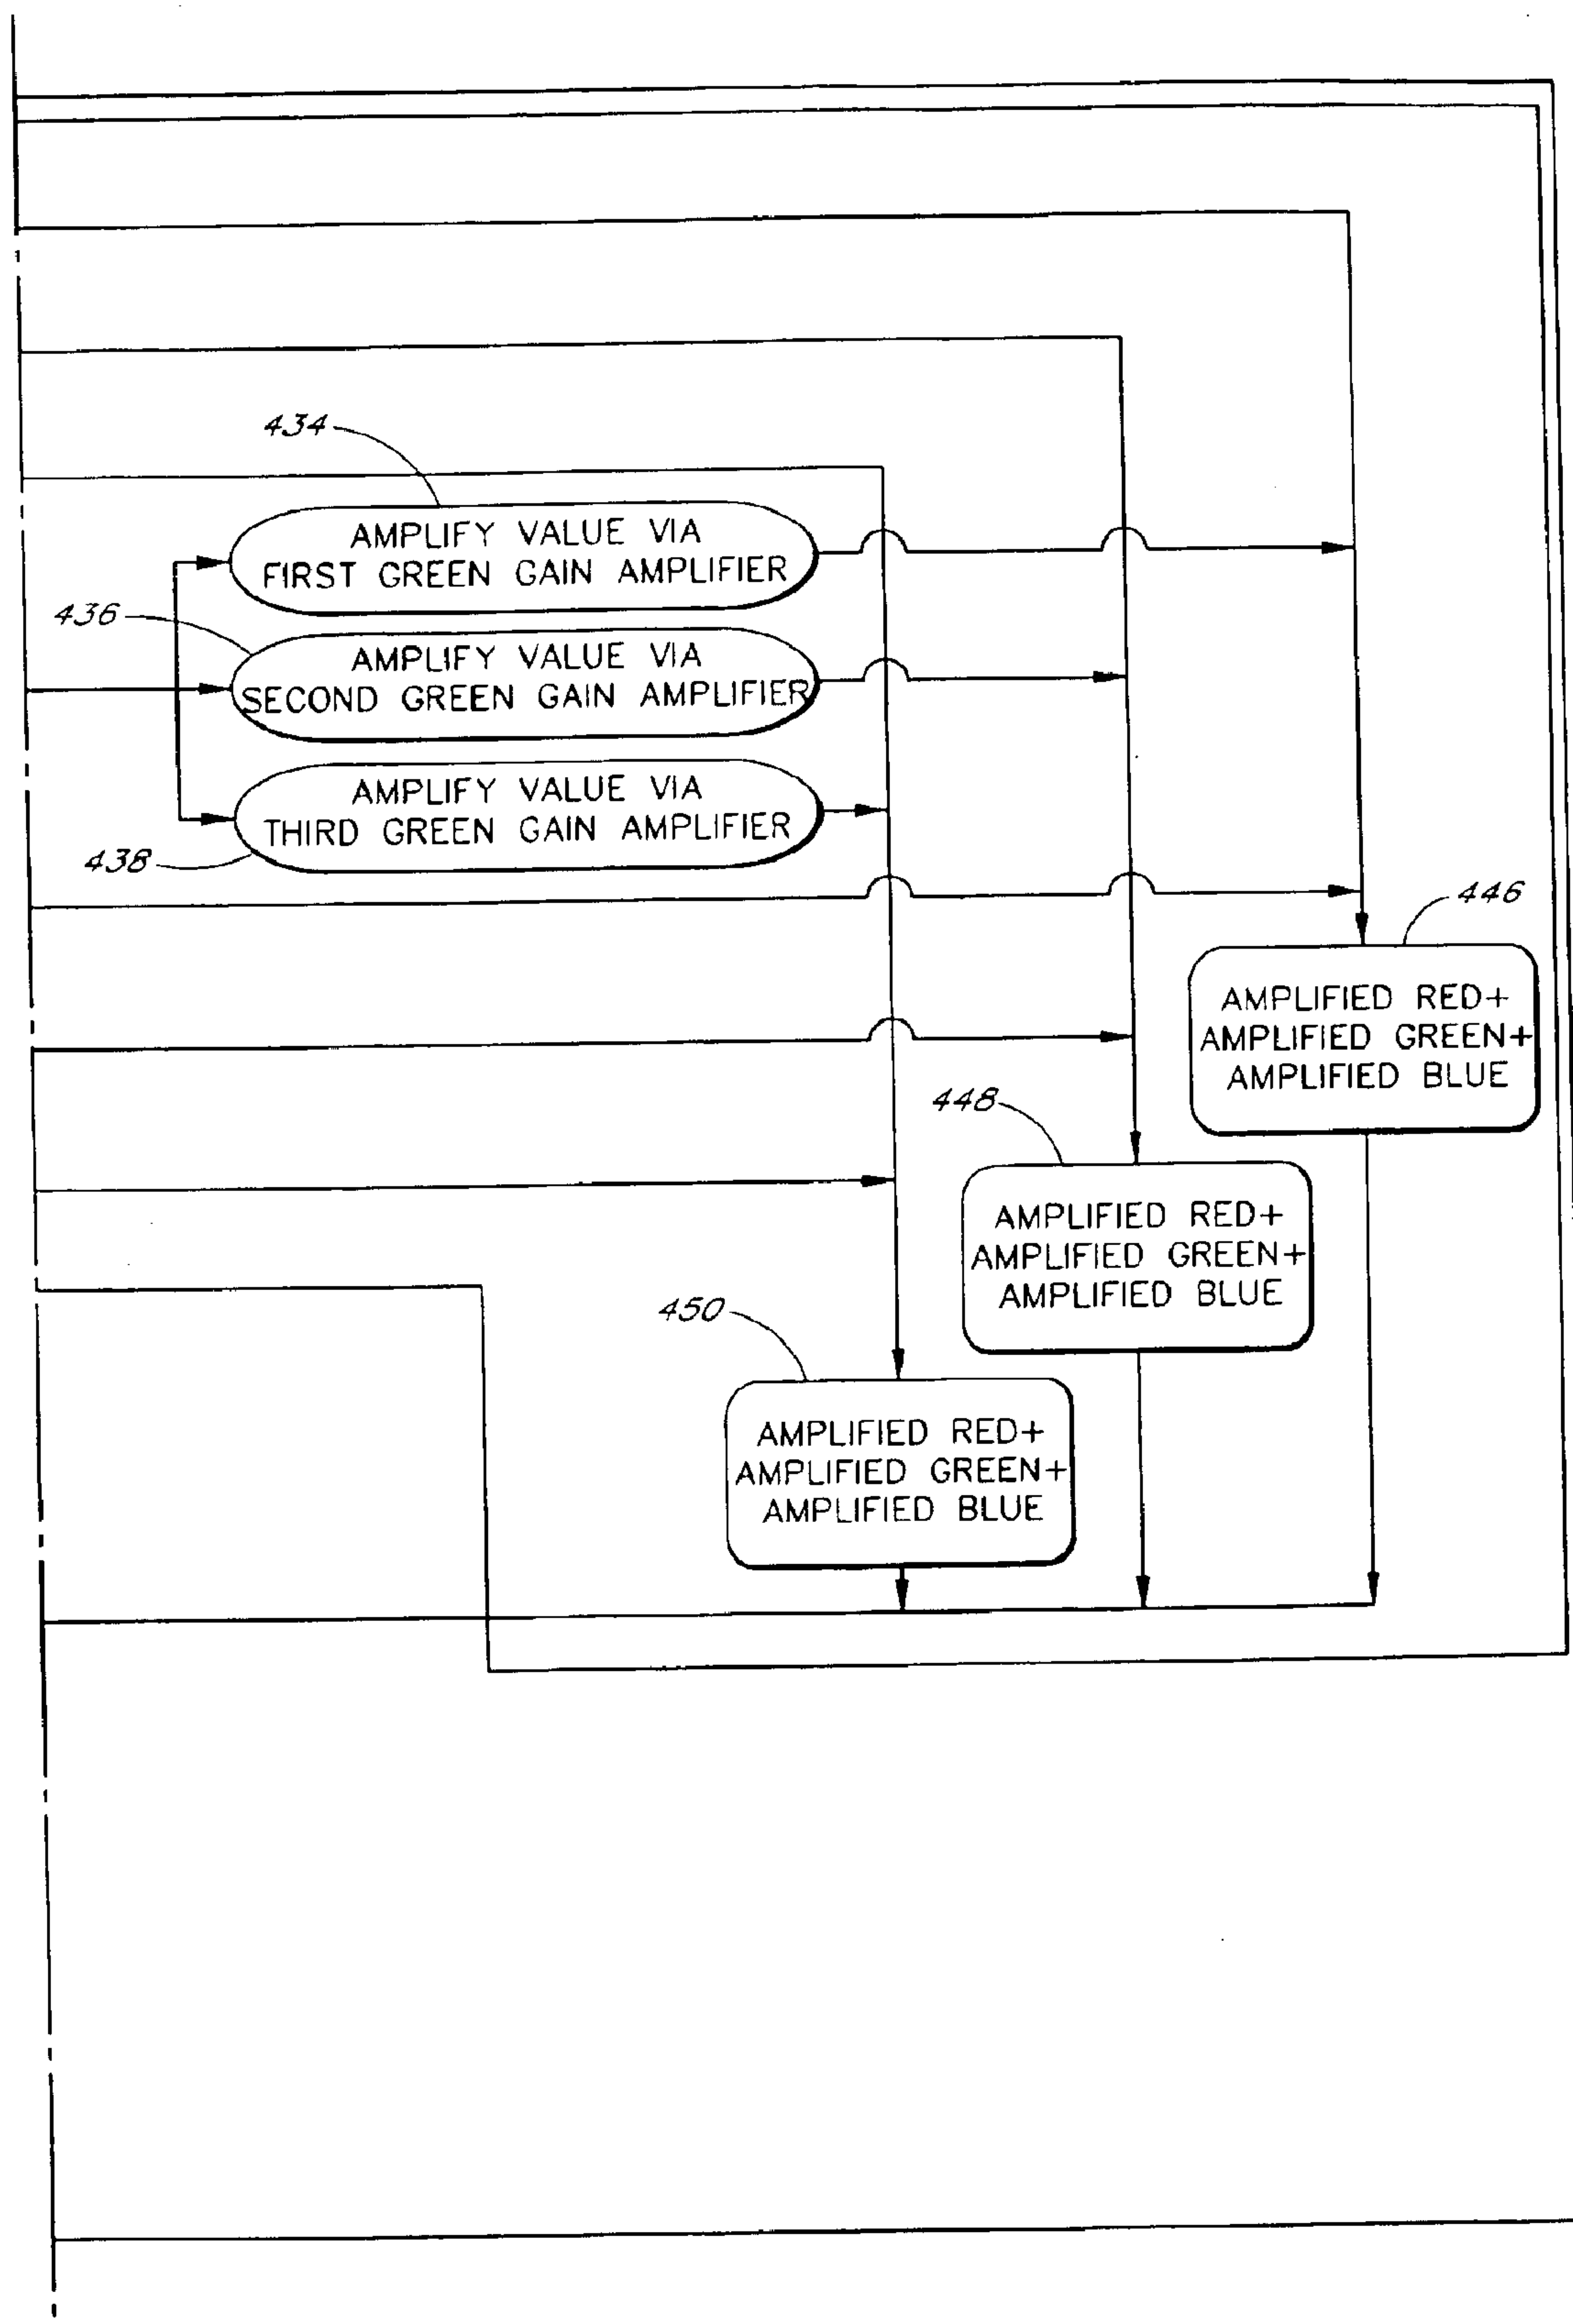 434
AMPLIFY VALUE VIA
FIRST GREEN GAIN AMPLIFIER
436
AMPLIFY VALUE VIA
SECOND GREEN GAIN AMPLIFIER
AMPLIFY VALUE VIA
THIRD GREEN GAIN AMPLIFIER
438
446
AMPLIFIED RED+
AMPLIFIED GREEN+
AMPLIFIED BLUE
448
AMPLIFIED RED+
AMPLIFIED GREEN+
AMPLIFIED BLUE
450
AMPLIFIED RED+
AMPLIFIED GREEN+
AMPLIFIED BLUE